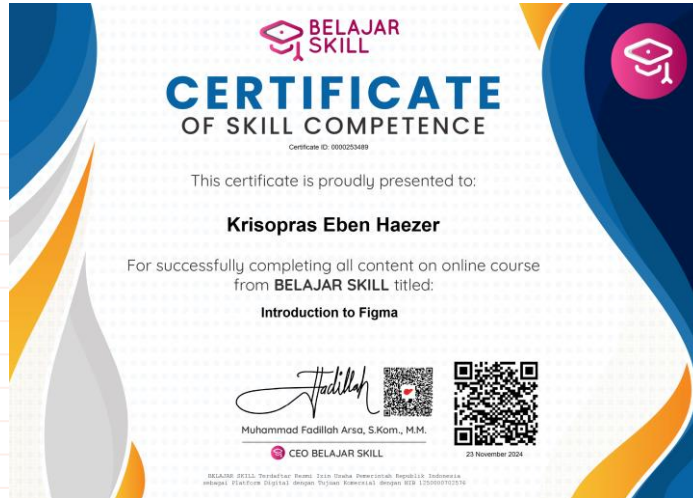 BELAJAR
SKILL
CERTIFICATE
OF SKILL COMPETENCE
Certificate ID: 0000253489
This certificate is proudly presented to:
Krisopras Eben Haezer
For successfully completing all content on online course
from BELAJAR SKILL titled:
Introduction to Figma
Hadillah
Muhammad Fadillah Arsa, S.Kom., M.M.
CEO BELAJAR SKILL
23 November 2024
BELAJAR SKILL Terdaftar Resmi Izin Usaha Pemerintah Republik Indonesia
sebagai Platform Digital dengan Tujuan Komersial dengan NIB